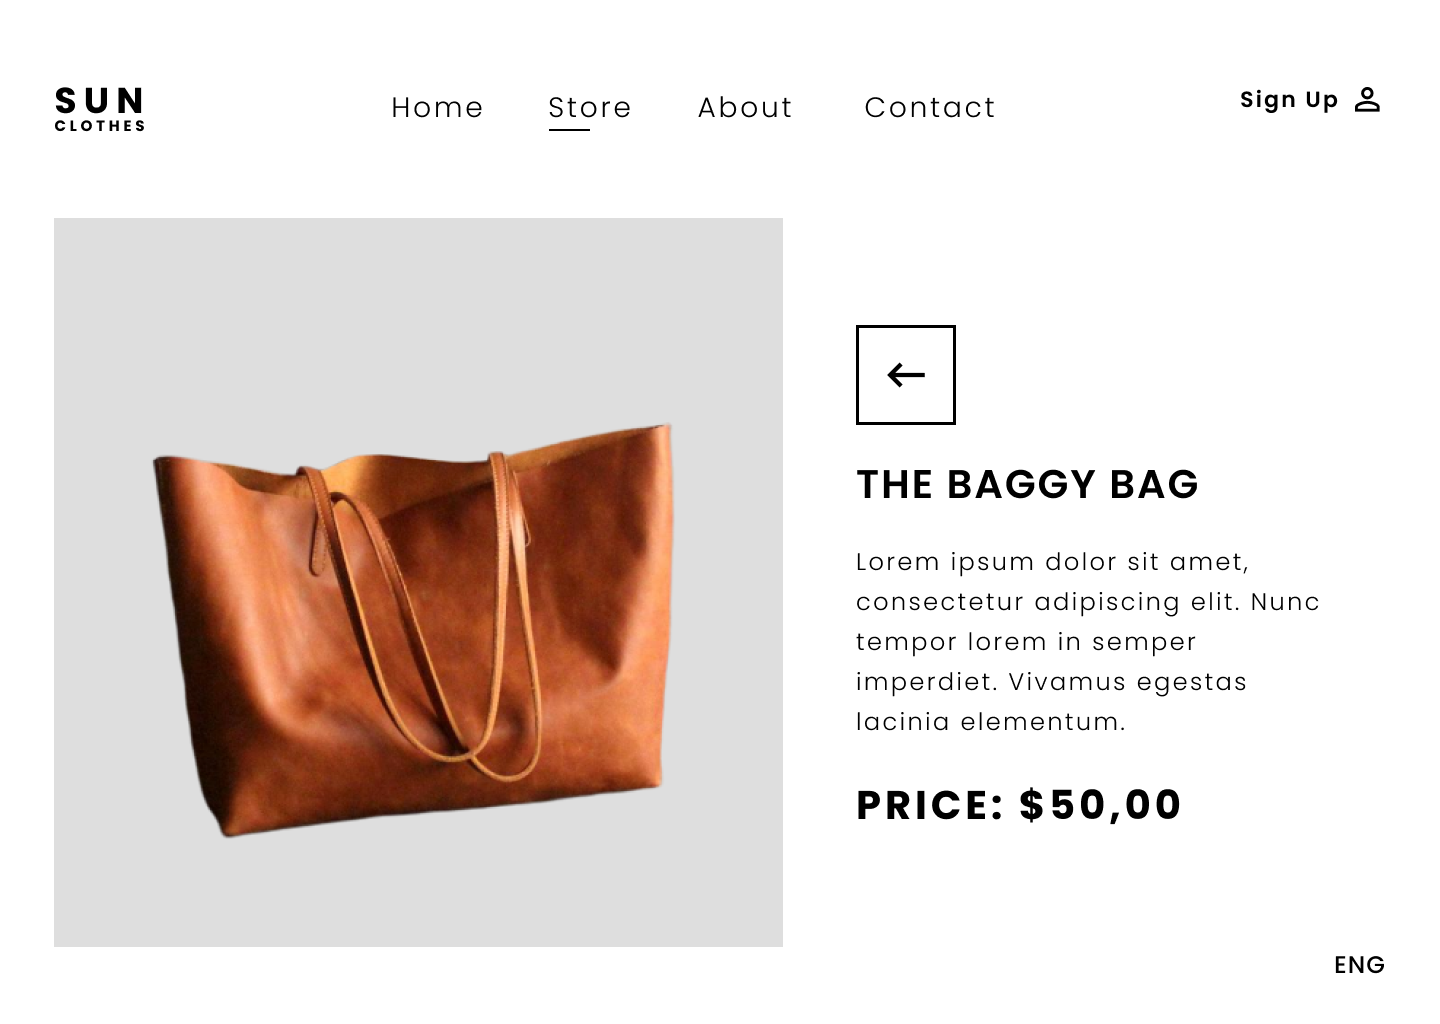 SUN
CLOTHES
Home Store About Contact
Sign Up
THE BAGGY BAG
Lorem ipsum dolor sit amet,
consectetur adipiscing elit. Nunc
tempor lorem in semper
imperdiet. Vivamus egestas
lacinia elementum.
PRICE: $50,00
ENG